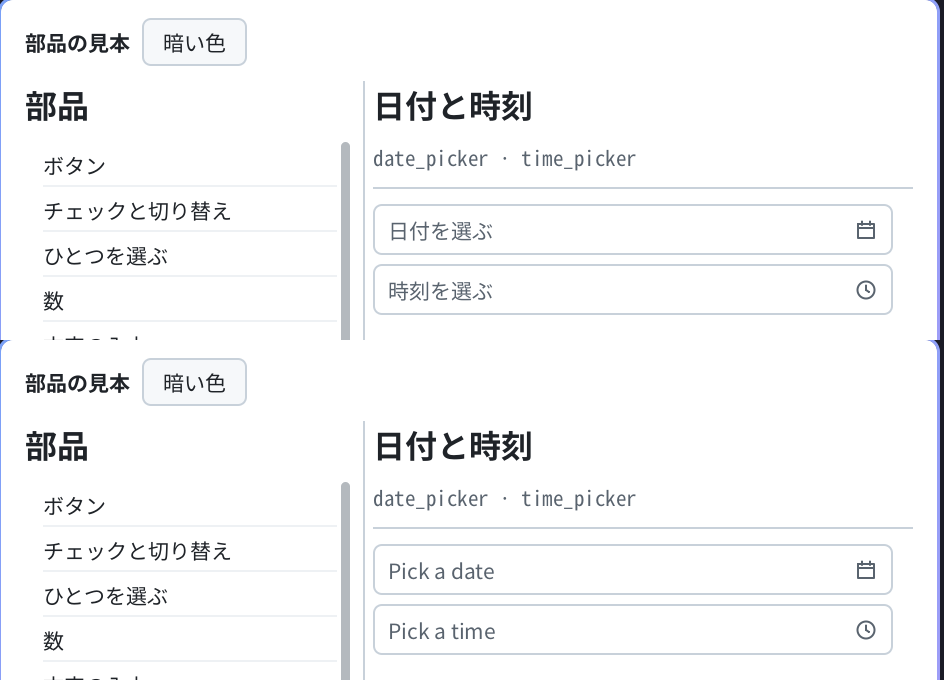 部品の見本
暗い色
部品
ボタン
チェックと切り替え
ひとつを選ぶ
数
日付と時刻
date_picker · time_picker
日付を選ぶ
時刻を選ぶ
部品の見本
暗い色
部品
ボタン
チェックと切り替え
ひとつを選ぶ
数
日付と時刻
date_picker · time_picker
Pick a date
Pick a time